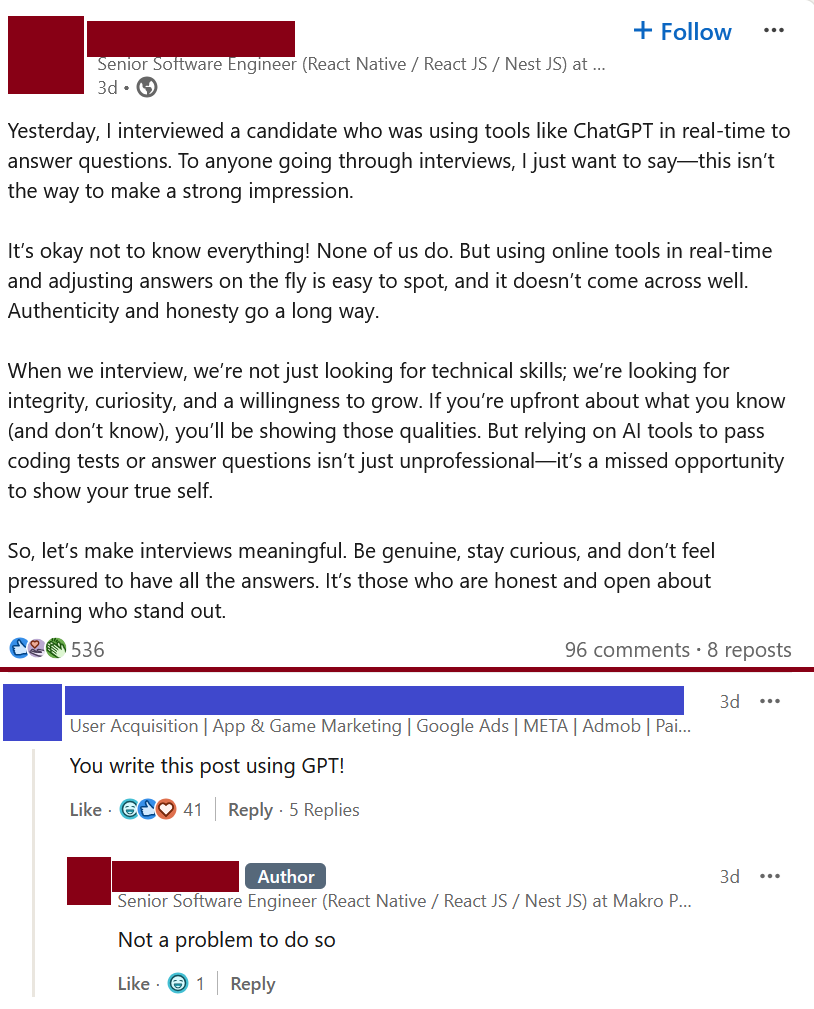 + Follow ...
Senior Software Engineer (React Native / React JS / Nest JS) at ...
3d •
Yesterday, I interviewed a candidate who was using tools like ChatGPT in real-time to
answer questions. To anyone going through interviews, I just want to say—this isn't
the way to make a strong impression.
It's okay not to know everything! None of us do. But using online tools in real-time
and adjusting answers on the fly is easy to spot, and it doesn't come across well.
Authenticity and honesty go a long way.
When we interview, we're not just looking for technical skills; we're looking for
integrity, curiosity, and a willingness to grow. If you're upfront about what you know
(and don't know), you'll be showing those qualities. But relying on AI tools to pass
coding tests or answer questions isn't just unprofessional—it's a missed opportunity
to show your true self.
So, let's make interviews meaningful. Be genuine, stay curious, and don't feel
pressured to have all the answers. It's those who are honest and open about
learning who stand out.
536 96 comments • 8 reposts
3d ...
User Acquisition | App & Game Marketing | Google Ads | META | Admob | Pai...
You write this post using GPT!
Like · 41 | Reply · 5 Replies
Author 3d ...
Senior Software Engineer (React Native / React JS / Nest JS) at Makro P...
Not a problem to do so
Like · 1 | Reply